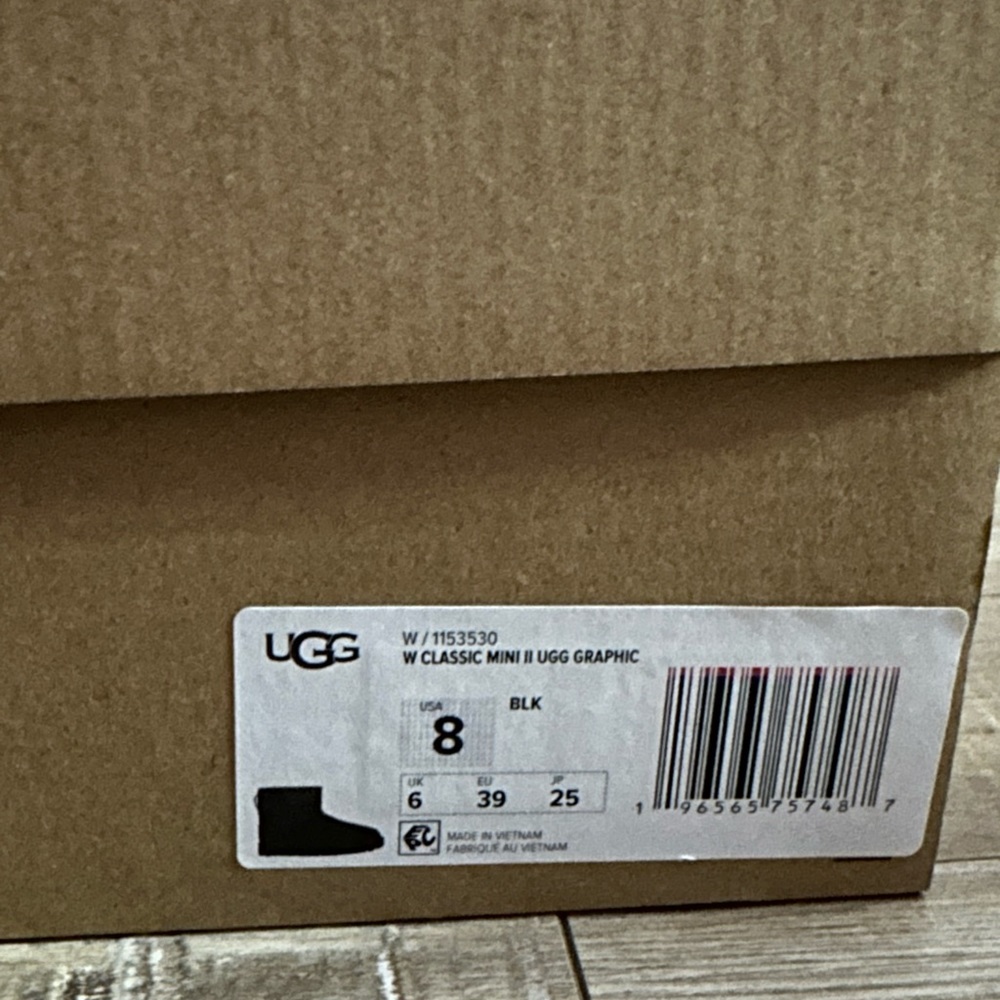 UGG
W / 1153530
W CLASSIC MINI II UGG GRAPHIC
USA
8
BLK
UK EU JP
6 39 25
MADE IN VIETNAM
FABRIQUÉ AU VIETNAM
1 96565 75748 7